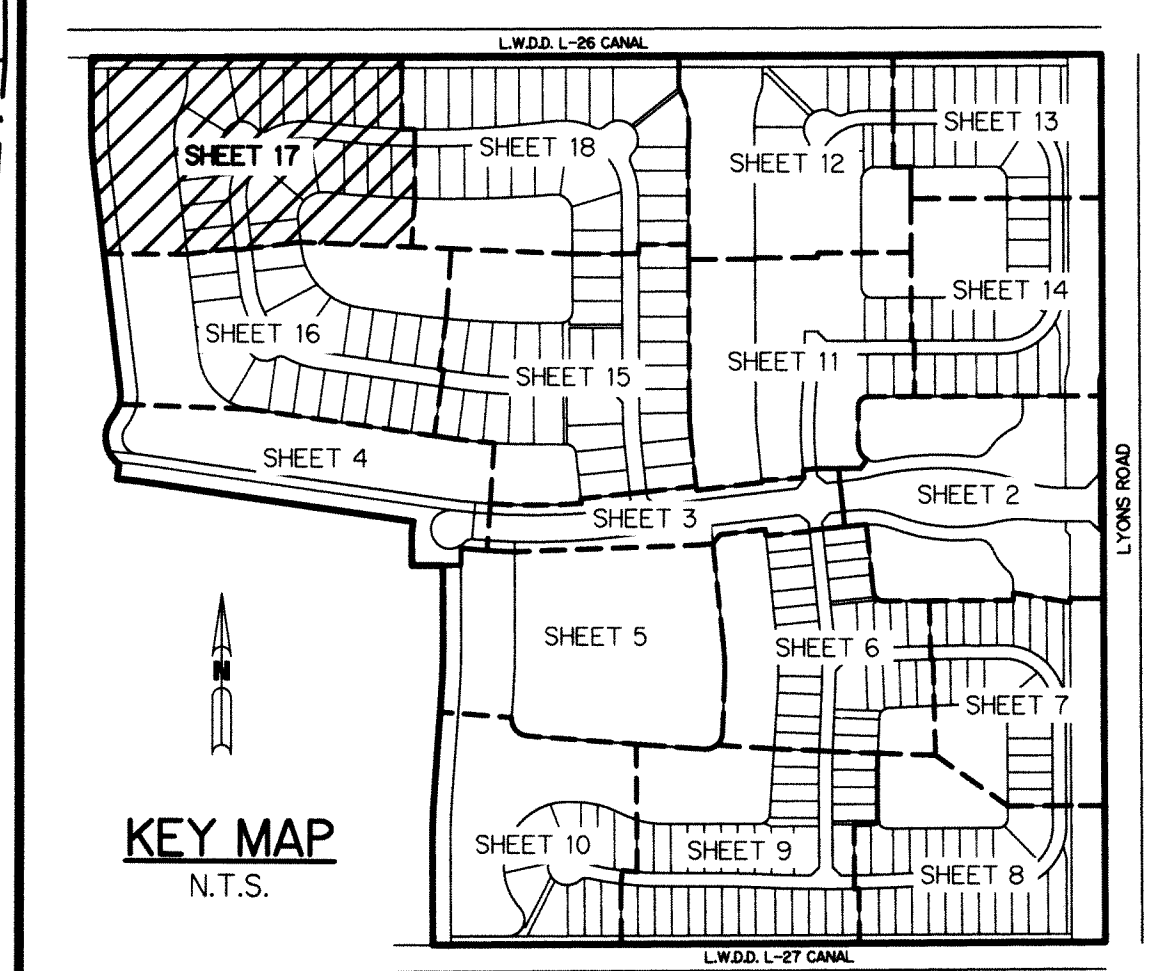 L.W.D.D. L-26 CANAL
SHEET 13
SHEET 17
SHEET 18
SHEET 12
SHEET 14
SHEET 16
SHEET 11
SHEET 15
SHEET 4
SHEET 2
SHEET 3
LYONS ROAD
SHEET 5
SHEET 6
N
SHEET 7
KEY MAP
SHEET 10
SHEET 9
SHEET 8
N.T.S.
L.W.D.D. L-27 CANAL